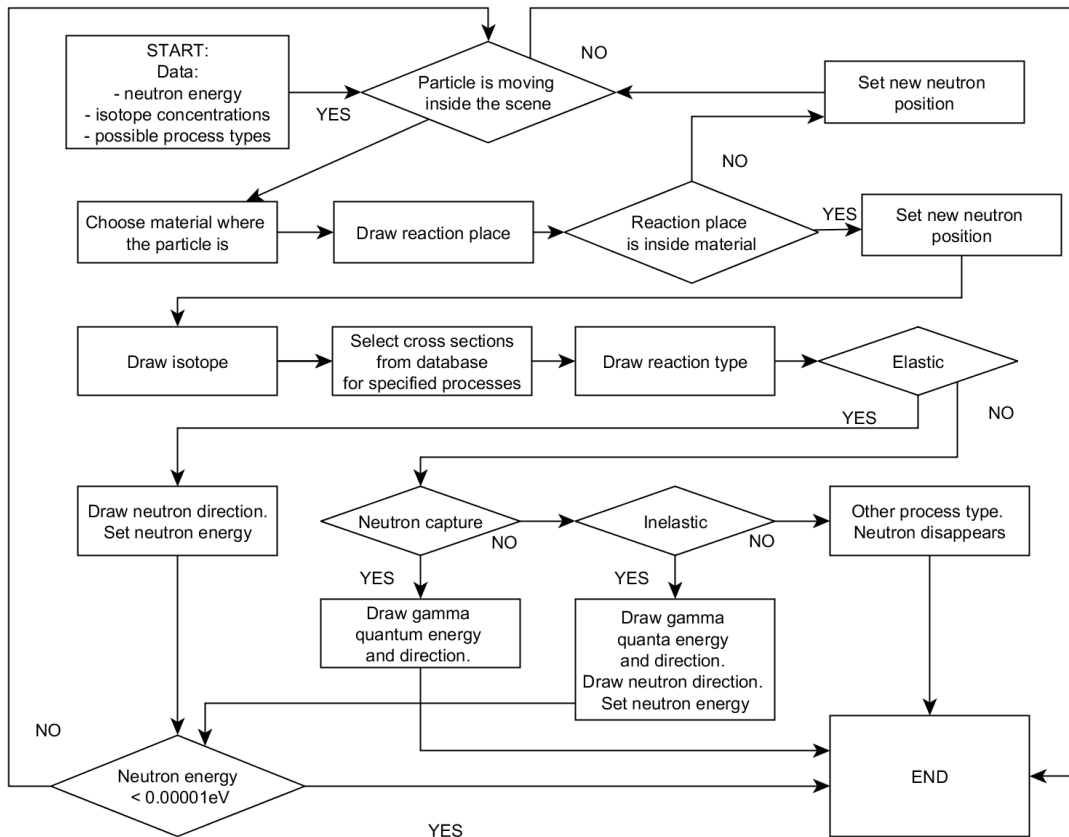 START:
Data:
- neutron energy
- isotope concentrations
- possible process types
YES
Particle is moving
inside the scene
NO
Set new neutron
position
NO
Choose material where
the particle is
Draw reaction place
Reaction place
is inside material
YES
Set new neutron
position
Draw isotope
Select cross sections
from database
for specified processes
Draw reaction type
Elastic
YES
NO
Draw neutron direction.
Set neutron energy
Neutron capture
NO
Inelastic
NO
Other process type.
Neutron disappears
YES
YES
Draw gamma
quantum energy
and direction.
Draw gamma
quanta energy
and direction.
Draw neutron direction.
Set neutron energy
NO
Neutron energy
< 0.00001eV
YES
END